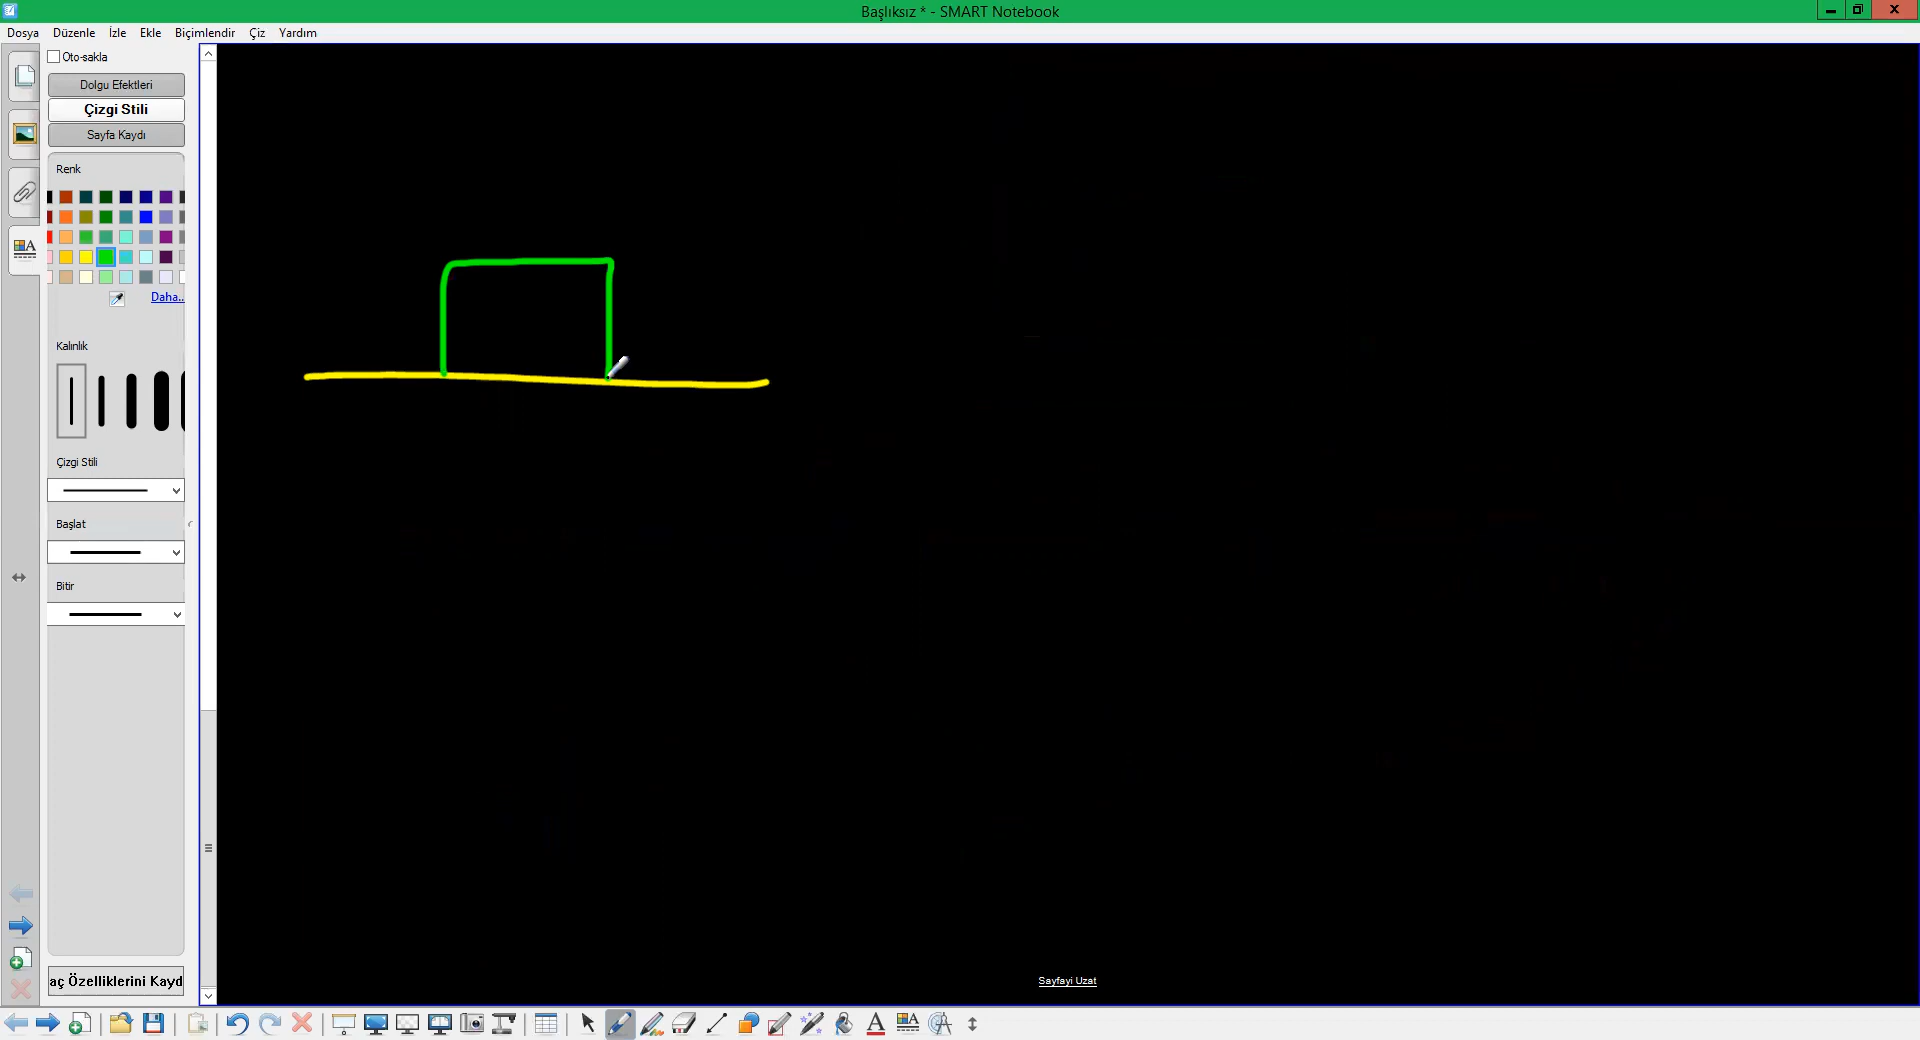 Başlıksız * - SMART Notebook
Dosya Düzenle İzle Ekle Biçimlendir Çiz Yardım
Oto-sakla
Dolgu Efektleri
Çizgi Stili
Sayfa Kaydı
Renk
Daha..
Kalınlık
Çizgi Stili
Başlat
Bitir
aç Özelliklerini Kayd
Sayfayi Uzat